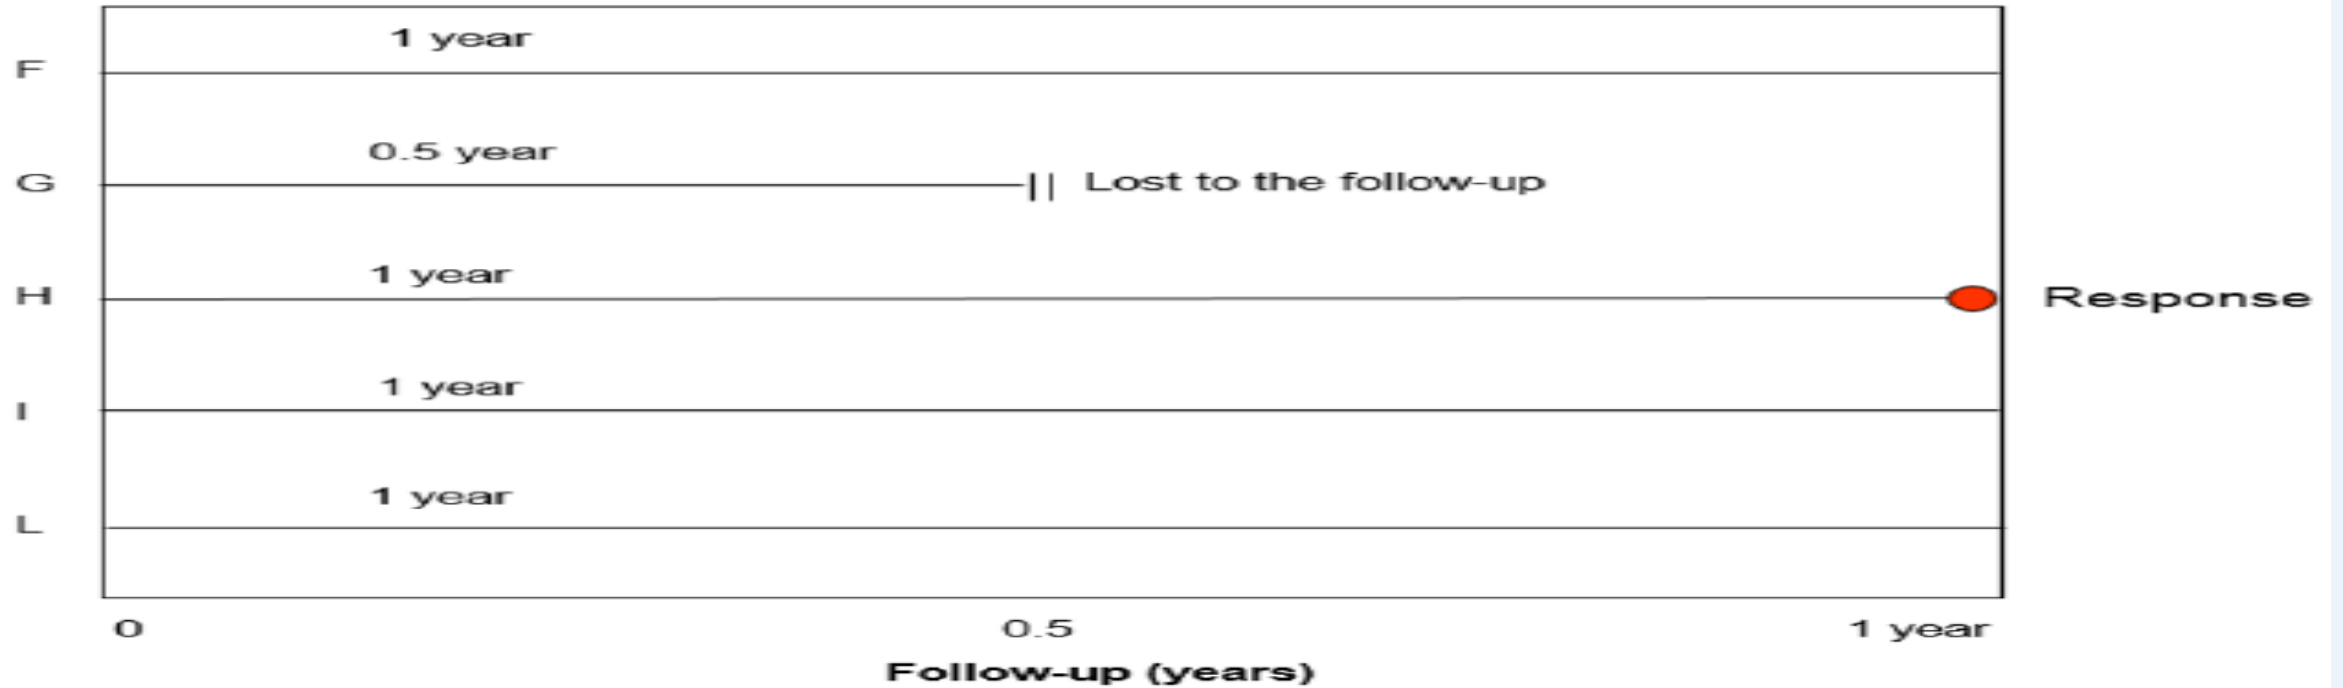 1 year
F
0.5 year
G || Lost to the follow-up
1 year
H Response
1 year
I
1 year
L
0 0.5 1 year
Follow-up (years)